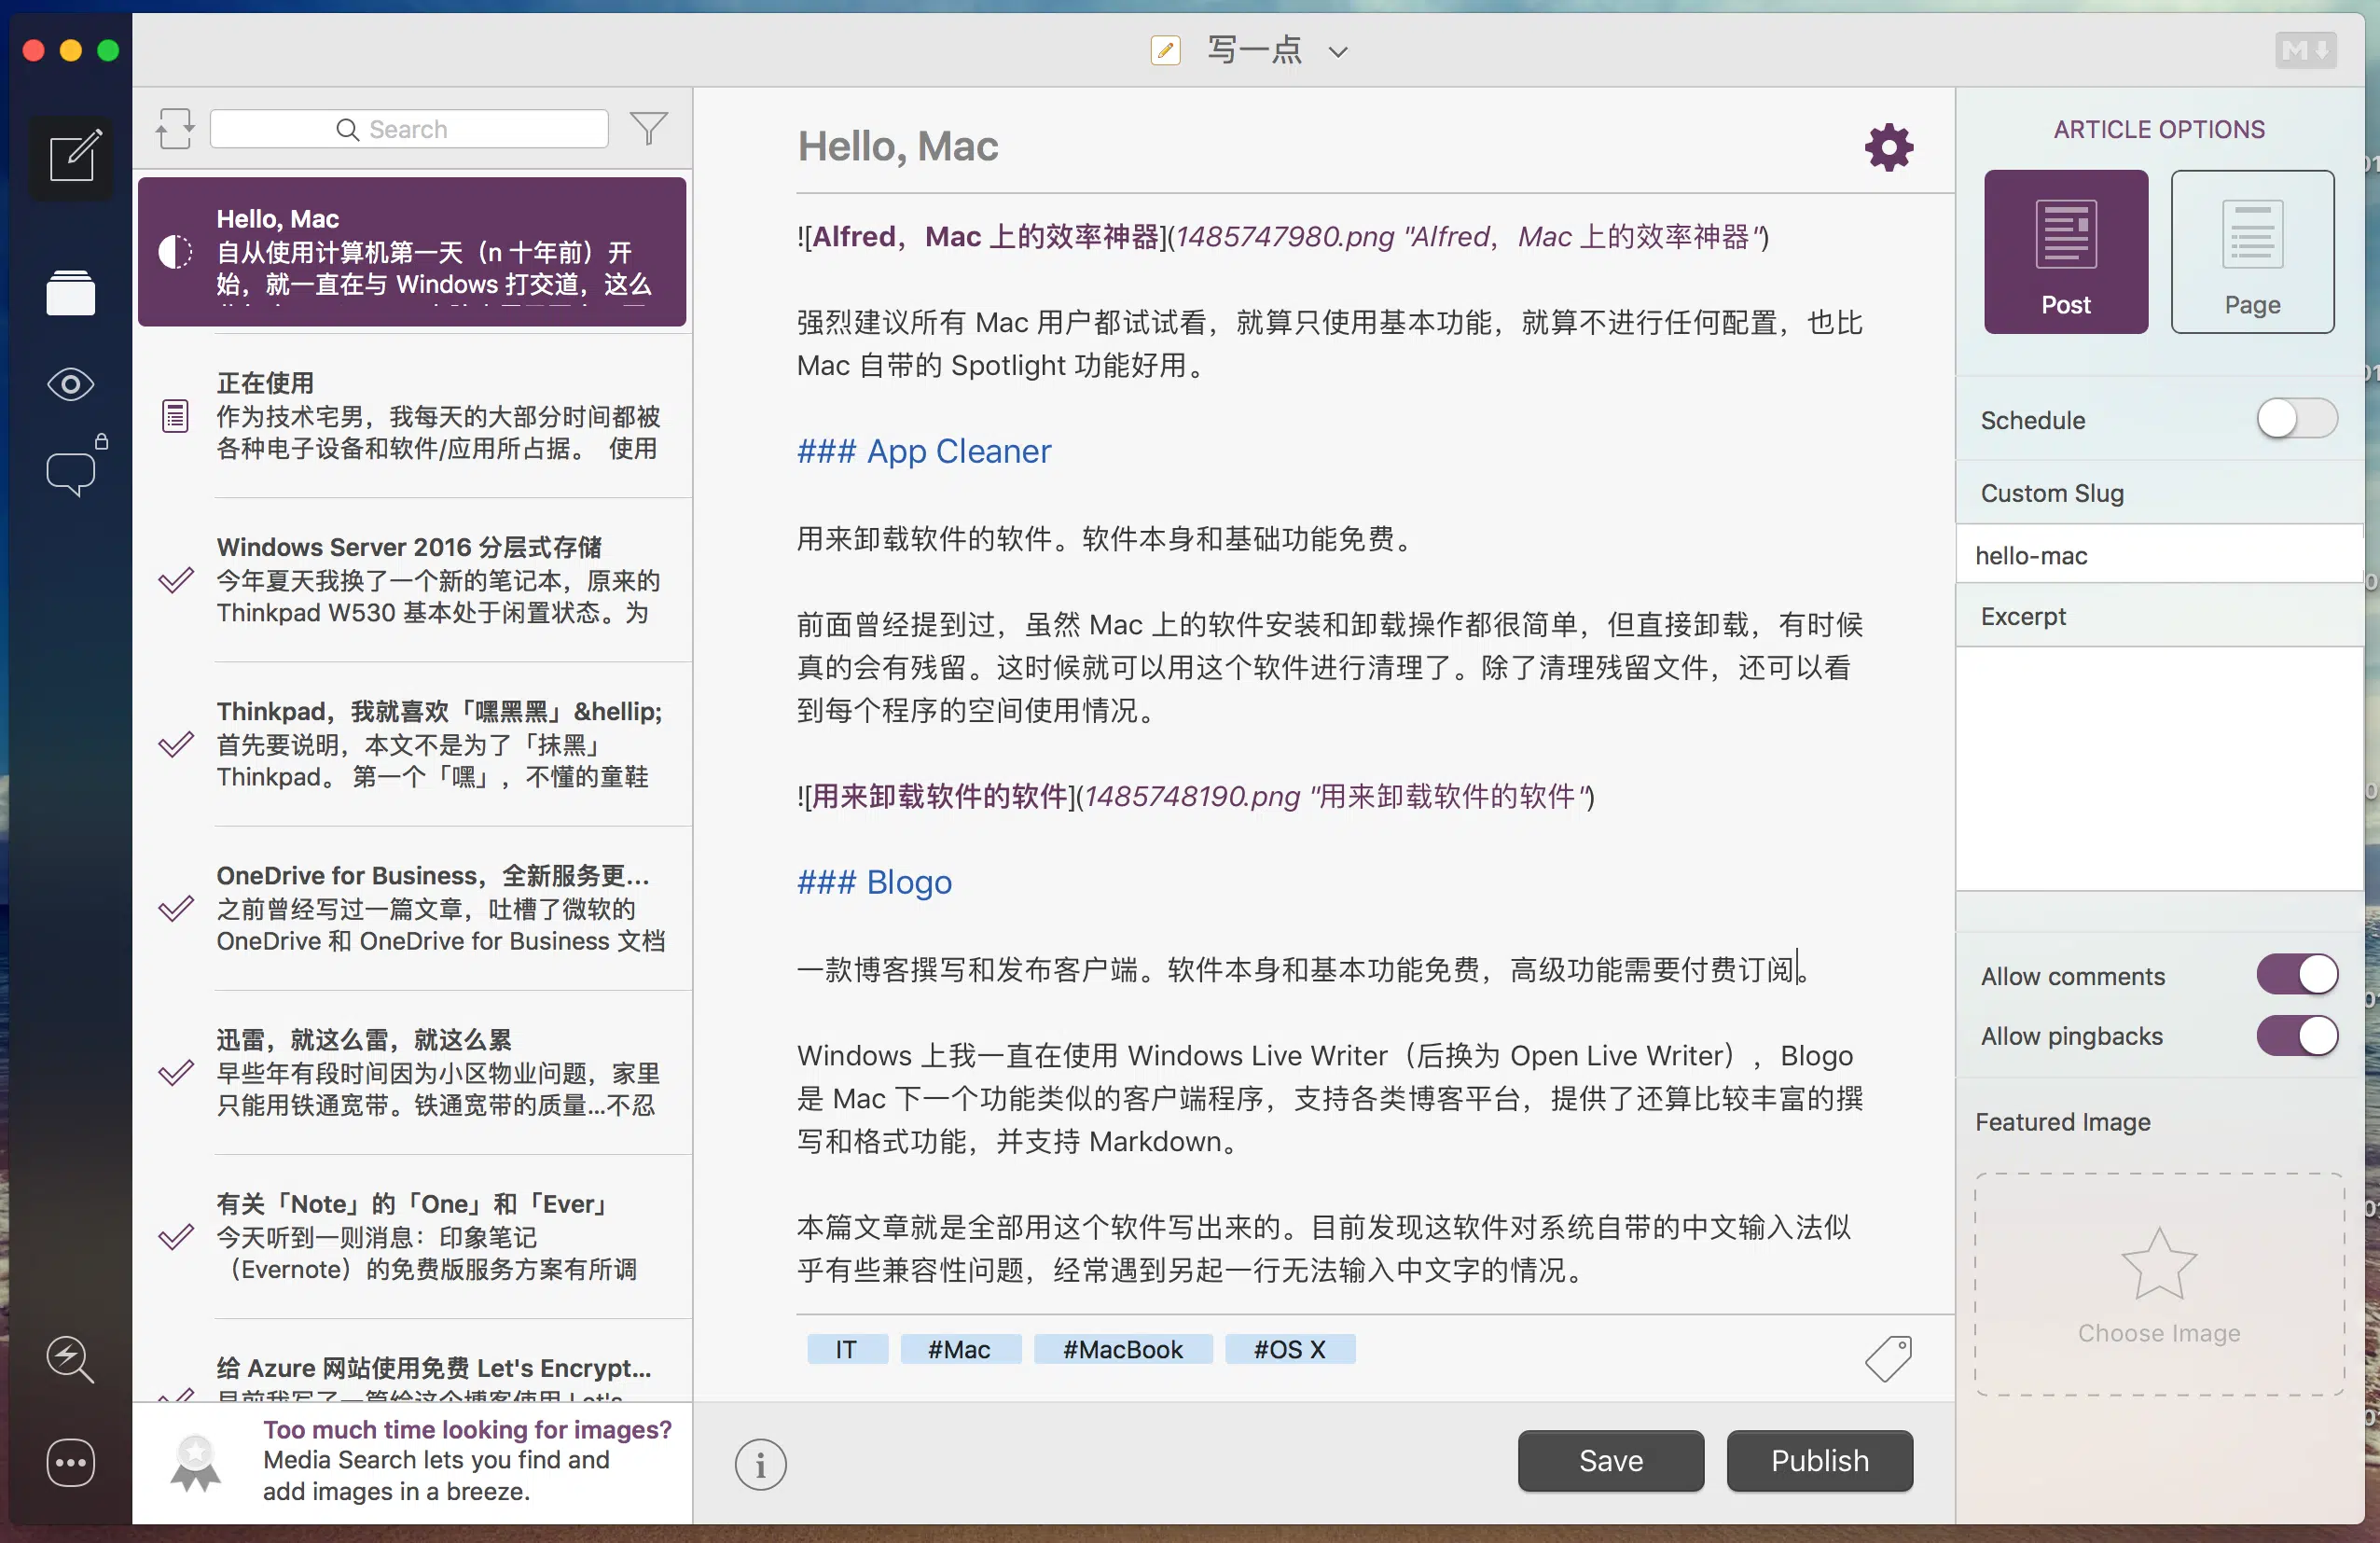 写一点
M
Search
Hello, Mac
自从使用计算机第一天（n 十年前）开
始，就一直在与 Windows 打交道，这么
正在使用
作为技术宅男，我每天的大部分时间都被
各种电子设备和软件/应用所占据。 使用
Windows Server 2016 分层式存储
今年夏天我换了一个新的笔记本，原来的
Thinkpad W530 基本处于闲置状态。为
Thinkpad，我就喜欢「嘿黑黑」&hellip;
首先要说明，本文不是为了「抹黑」
Thinkpad。 第一个「嘿」，不懂的童鞋
OneDrive for Business，全新服务更...
之前曾经写过一篇文章，吐槽了微软的
OneDrive 和 OneDrive for Business 文档
迅雷，就这么雷，就这么累
早些年有段时间因为小区物业问题，家里
只能用铁通宽带。铁通宽带的质量...不忍
有关「Note」的「One」和「Ever」
今天听到一则消息：印象笔记
（Evernote）的免费版服务方案有所调
给 Azure 网站使用免费 Let's Encrypt...
目前我写了一篇给这个博客使用 Let's
Too much time looking for images?
Media Search lets you find and
add images in a breeze.
Hello, Mac
![Alfred，Mac 上的效率神器](1485747980.png "Alfred，Mac 上的效率神器")
强烈建议所有 Mac 用户都试试看，就算只使用基本功能，就算不进行任何配置，也比
Mac 自带的 Spotlight 功能好用。
### App Cleaner
用来卸载软件的软件。软件本身和基础功能免费。
前面曾经提到过，虽然 Mac 上的软件安装和卸载操作都很简单，但直接卸载，有时候
真的会有残留。这时候就可以用这个软件进行清理了。除了清理残留文件，还可以看
到每个程序的空间使用情况。
![用来卸载软件的软件](1485748190.png "用来卸载软件的软件")
### Blogo
一款博客撰写和发布客户端。软件本身和基本功能免费，高级功能需要付费订阅。
Windows 上我一直在使用 Windows Live Writer（后换为 Open Live Writer），Blogo
是 Mac 下一个功能类似的客户端程序，支持各类博客平台，提供了还算比较丰富的撰
写和格式功能，并支持 Markdown。
本篇文章就是全部用这个软件写出来的。目前发现这软件对系统自带的中文输入法似
乎有些兼容性问题，经常遇到另起一行无法输入中文字的情况。
IT #Mac #MacBook #OS X
Save Publish
ARTICLE OPTIONS
Post Page
Schedule
Custom Slug
hello-mac
Excerpt
Allow comments
Allow pingbacks
Featured Image
Choose Image